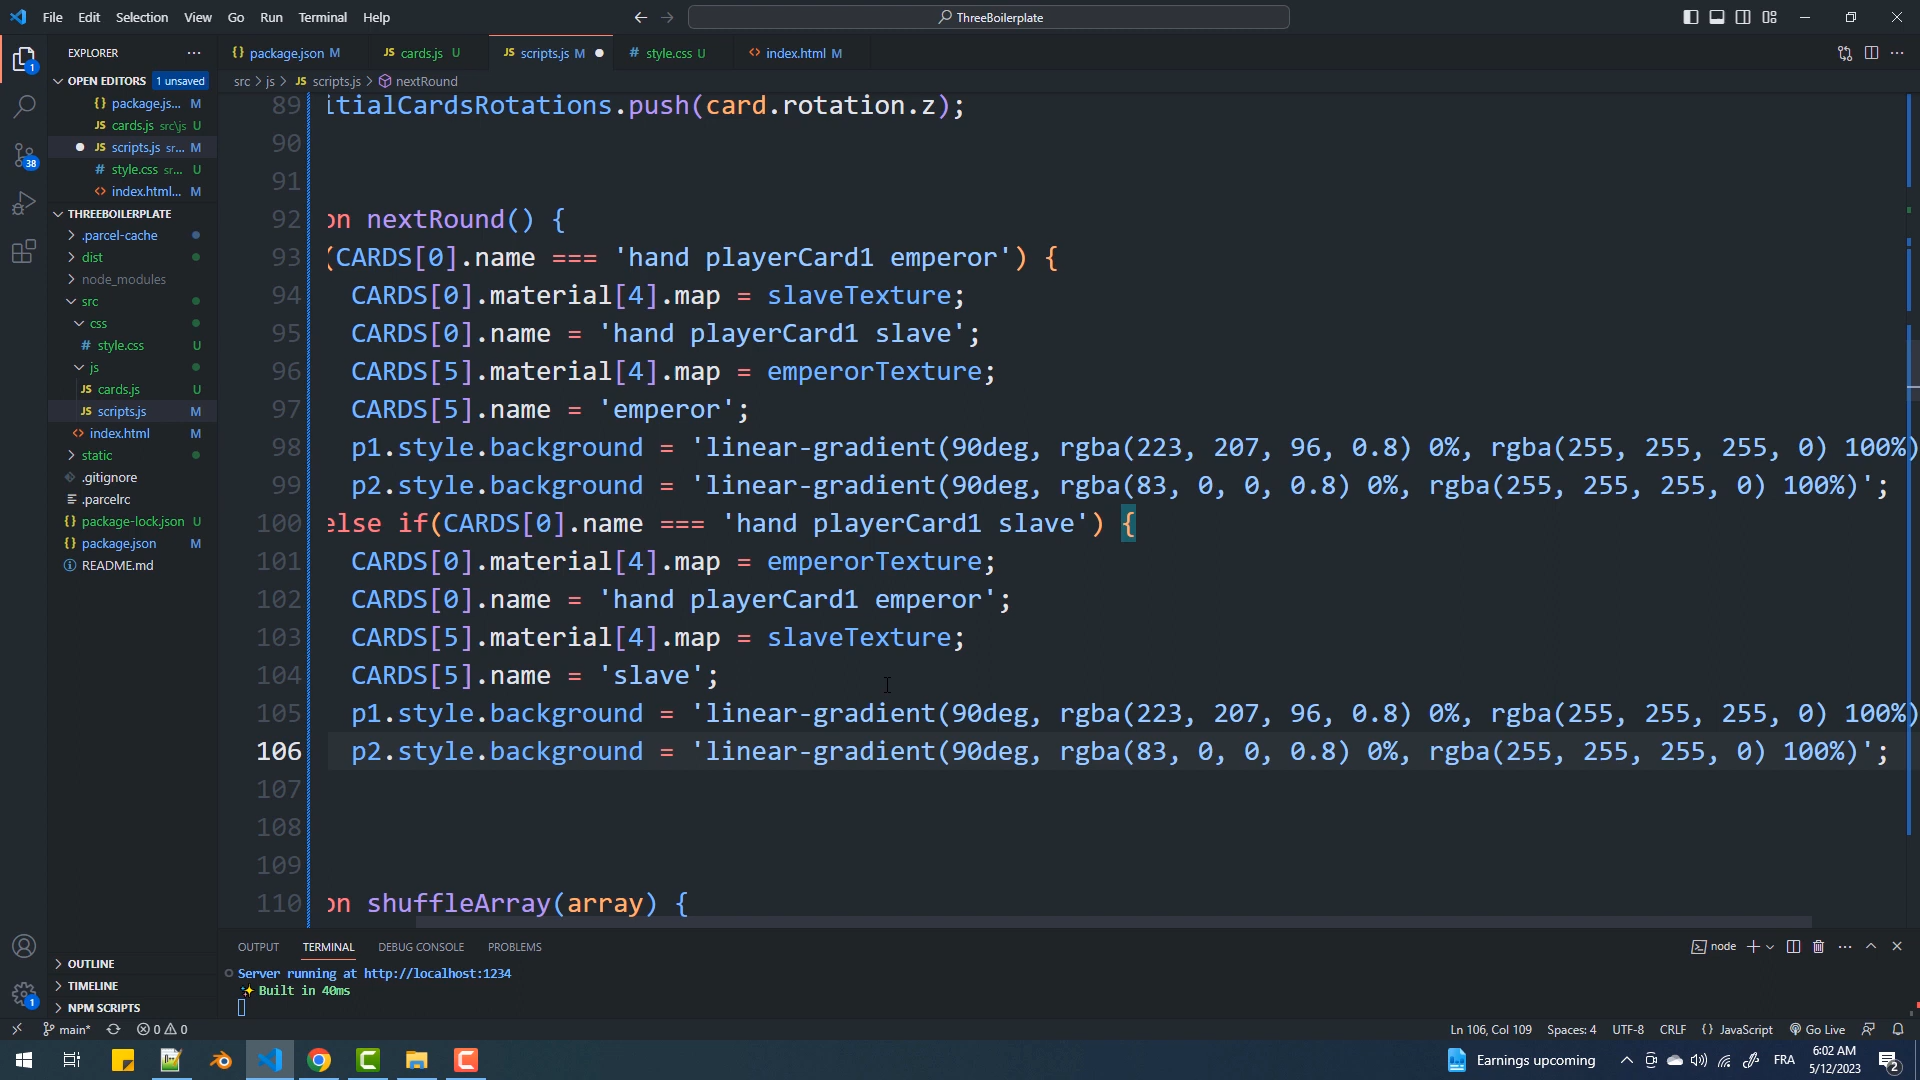 File Edit Selection View Go Run Terminal Help
ThreeBoilerplate
EXPLORER
package.json M
cards.js U
scripts.js M
style.css U
index.html M
OPEN EDITORS 1 unsaved
src > js > scripts.js > nextRound
package.js... M
cards.js src\js U
scripts.js sr... M
style.css sr... U
index.html... M
THREEBOILERPLATE
.parcel-cache
dist
node_modules
src
css
style.css U
js
cards.js U
scripts.js M
index.html M
static
.gitignore
.parcelrc
package-lock.json U
package.json M
README.md
OUTLINE
TIMELINE
NPM SCRIPTS
89 itialCardsRotations.push(card.rotation.z);
90
91
92 on nextRound() {
93 (CARDS[0].name === 'hand playerCard1 emperor') {
94 CARDS[0].material[4].map = slaveTexture;
95 CARDS[0].name = 'hand playerCard1 slave';
96 CARDS[5].material[4].map = emperorTexture;
97 CARDS[5].name = 'emperor';
98 p1.style.background = 'linear-gradient(90deg, rgba(223, 207, 96, 0.8) 0%, rgba(255, 255, 255, 0) 100%)
99 p2.style.background = 'linear-gradient(90deg, rgba(83, 0, 0, 0.8) 0%, rgba(255, 255, 255, 0) 100%)';
100 else if(CARDS[0].name === 'hand playerCard1 slave') {
101 CARDS[0].material[4].map = emperorTexture;
102 CARDS[0].name = 'hand playerCard1 emperor';
103 CARDS[5].material[4].map = slaveTexture;
104 CARDS[5].name = 'slave';
105 p1.style.background = 'linear-gradient(90deg, rgba(223, 207, 96, 0.8) 0%, rgba(255, 255, 255, 0) 100%)
106 p2.style.background = 'linear-gradient(90deg, rgba(83, 0, 0, 0.8) 0%, rgba(255, 255, 255, 0) 100%)';
107
108
109
110 on shuffleArray(array) {
OUTPUT TERMINAL DEBUG CONSOLE PROBLEMS
node
Server running at http://localhost:1234
✨ Built in 40ms
main* 0 0
Ln 106, Col 109 Spaces: 4 UTF-8 CRLF {} JavaScript Go Live
Earnings upcoming
FRA
6:02 AM
5/12/2023
2
1
38
1